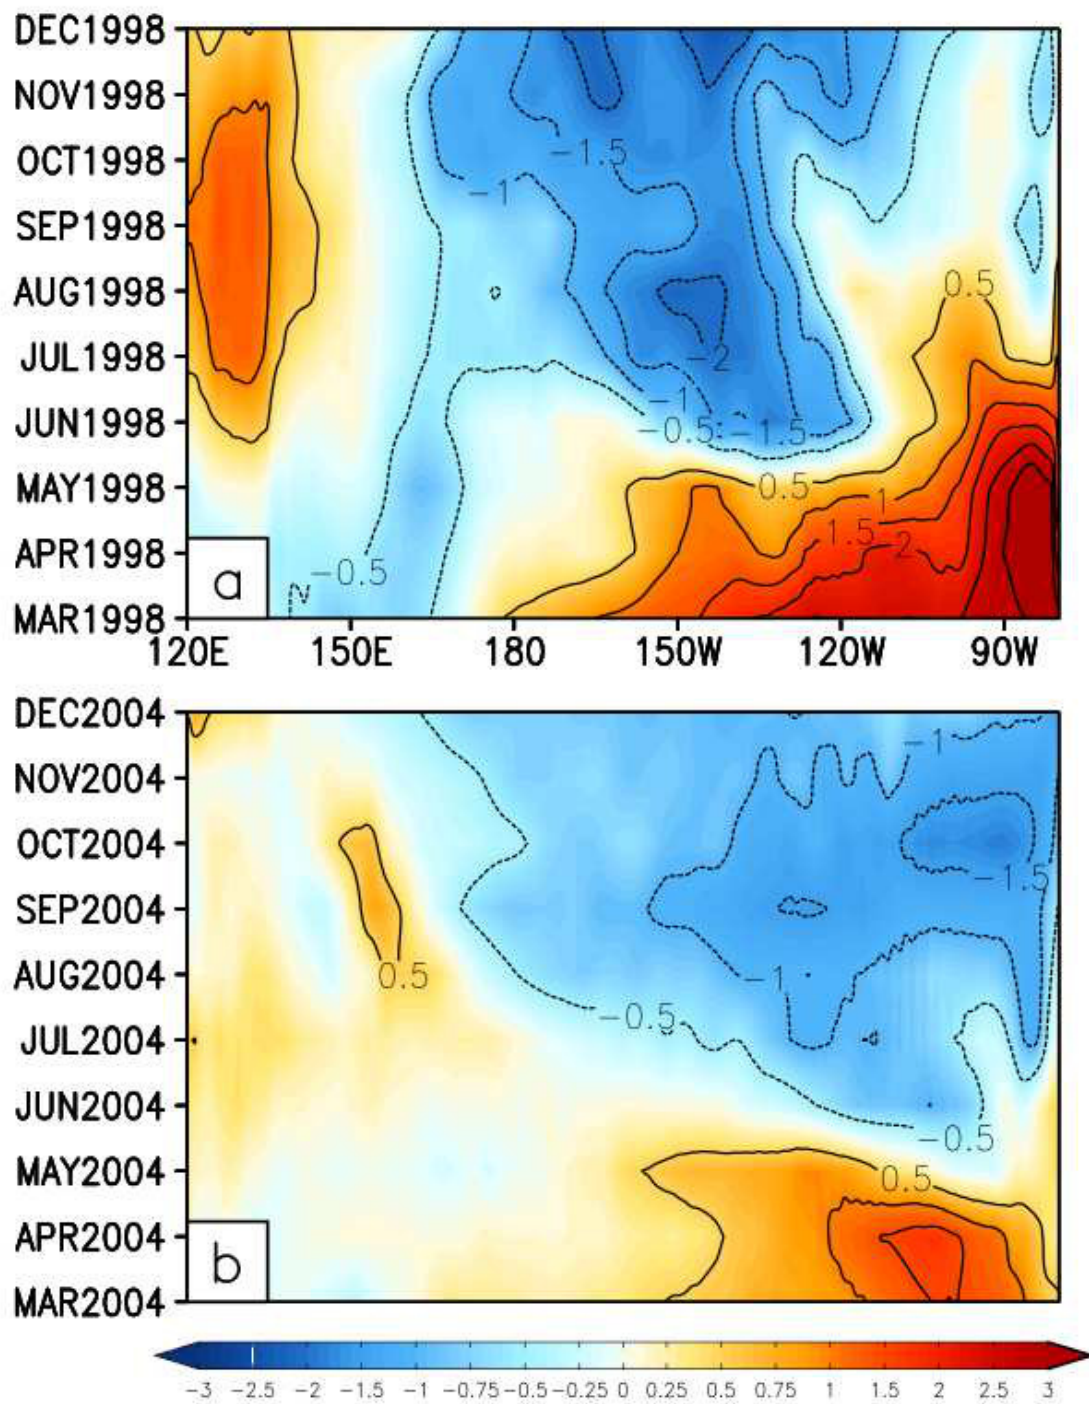 DEC1998
NOV1998
OCT1998
-1.5
-1
SEP1998
AUG1998
0.5
JUL1998
-2
-1
JUN1998
-0.5
-1.5
MAY1998
0.5
1
1.5
2
APR1998
-0.5
a
MAR1998
120E 150E 180 150W 120W 90W
DEC2004
-1
NOV2004
OCT2004
-1.5
SEP2004
AUG2004
0.5
-1
-0.5
JUL2004
JUN2004
-0.5
MAY2004
0.5
APR2004
b
MAR2004
-3 -2.5 -2 -1.5 -1 -0.75 -0.5 -0.25 0 0.25 0.5 0.75 1 1.5 2 2.5 3